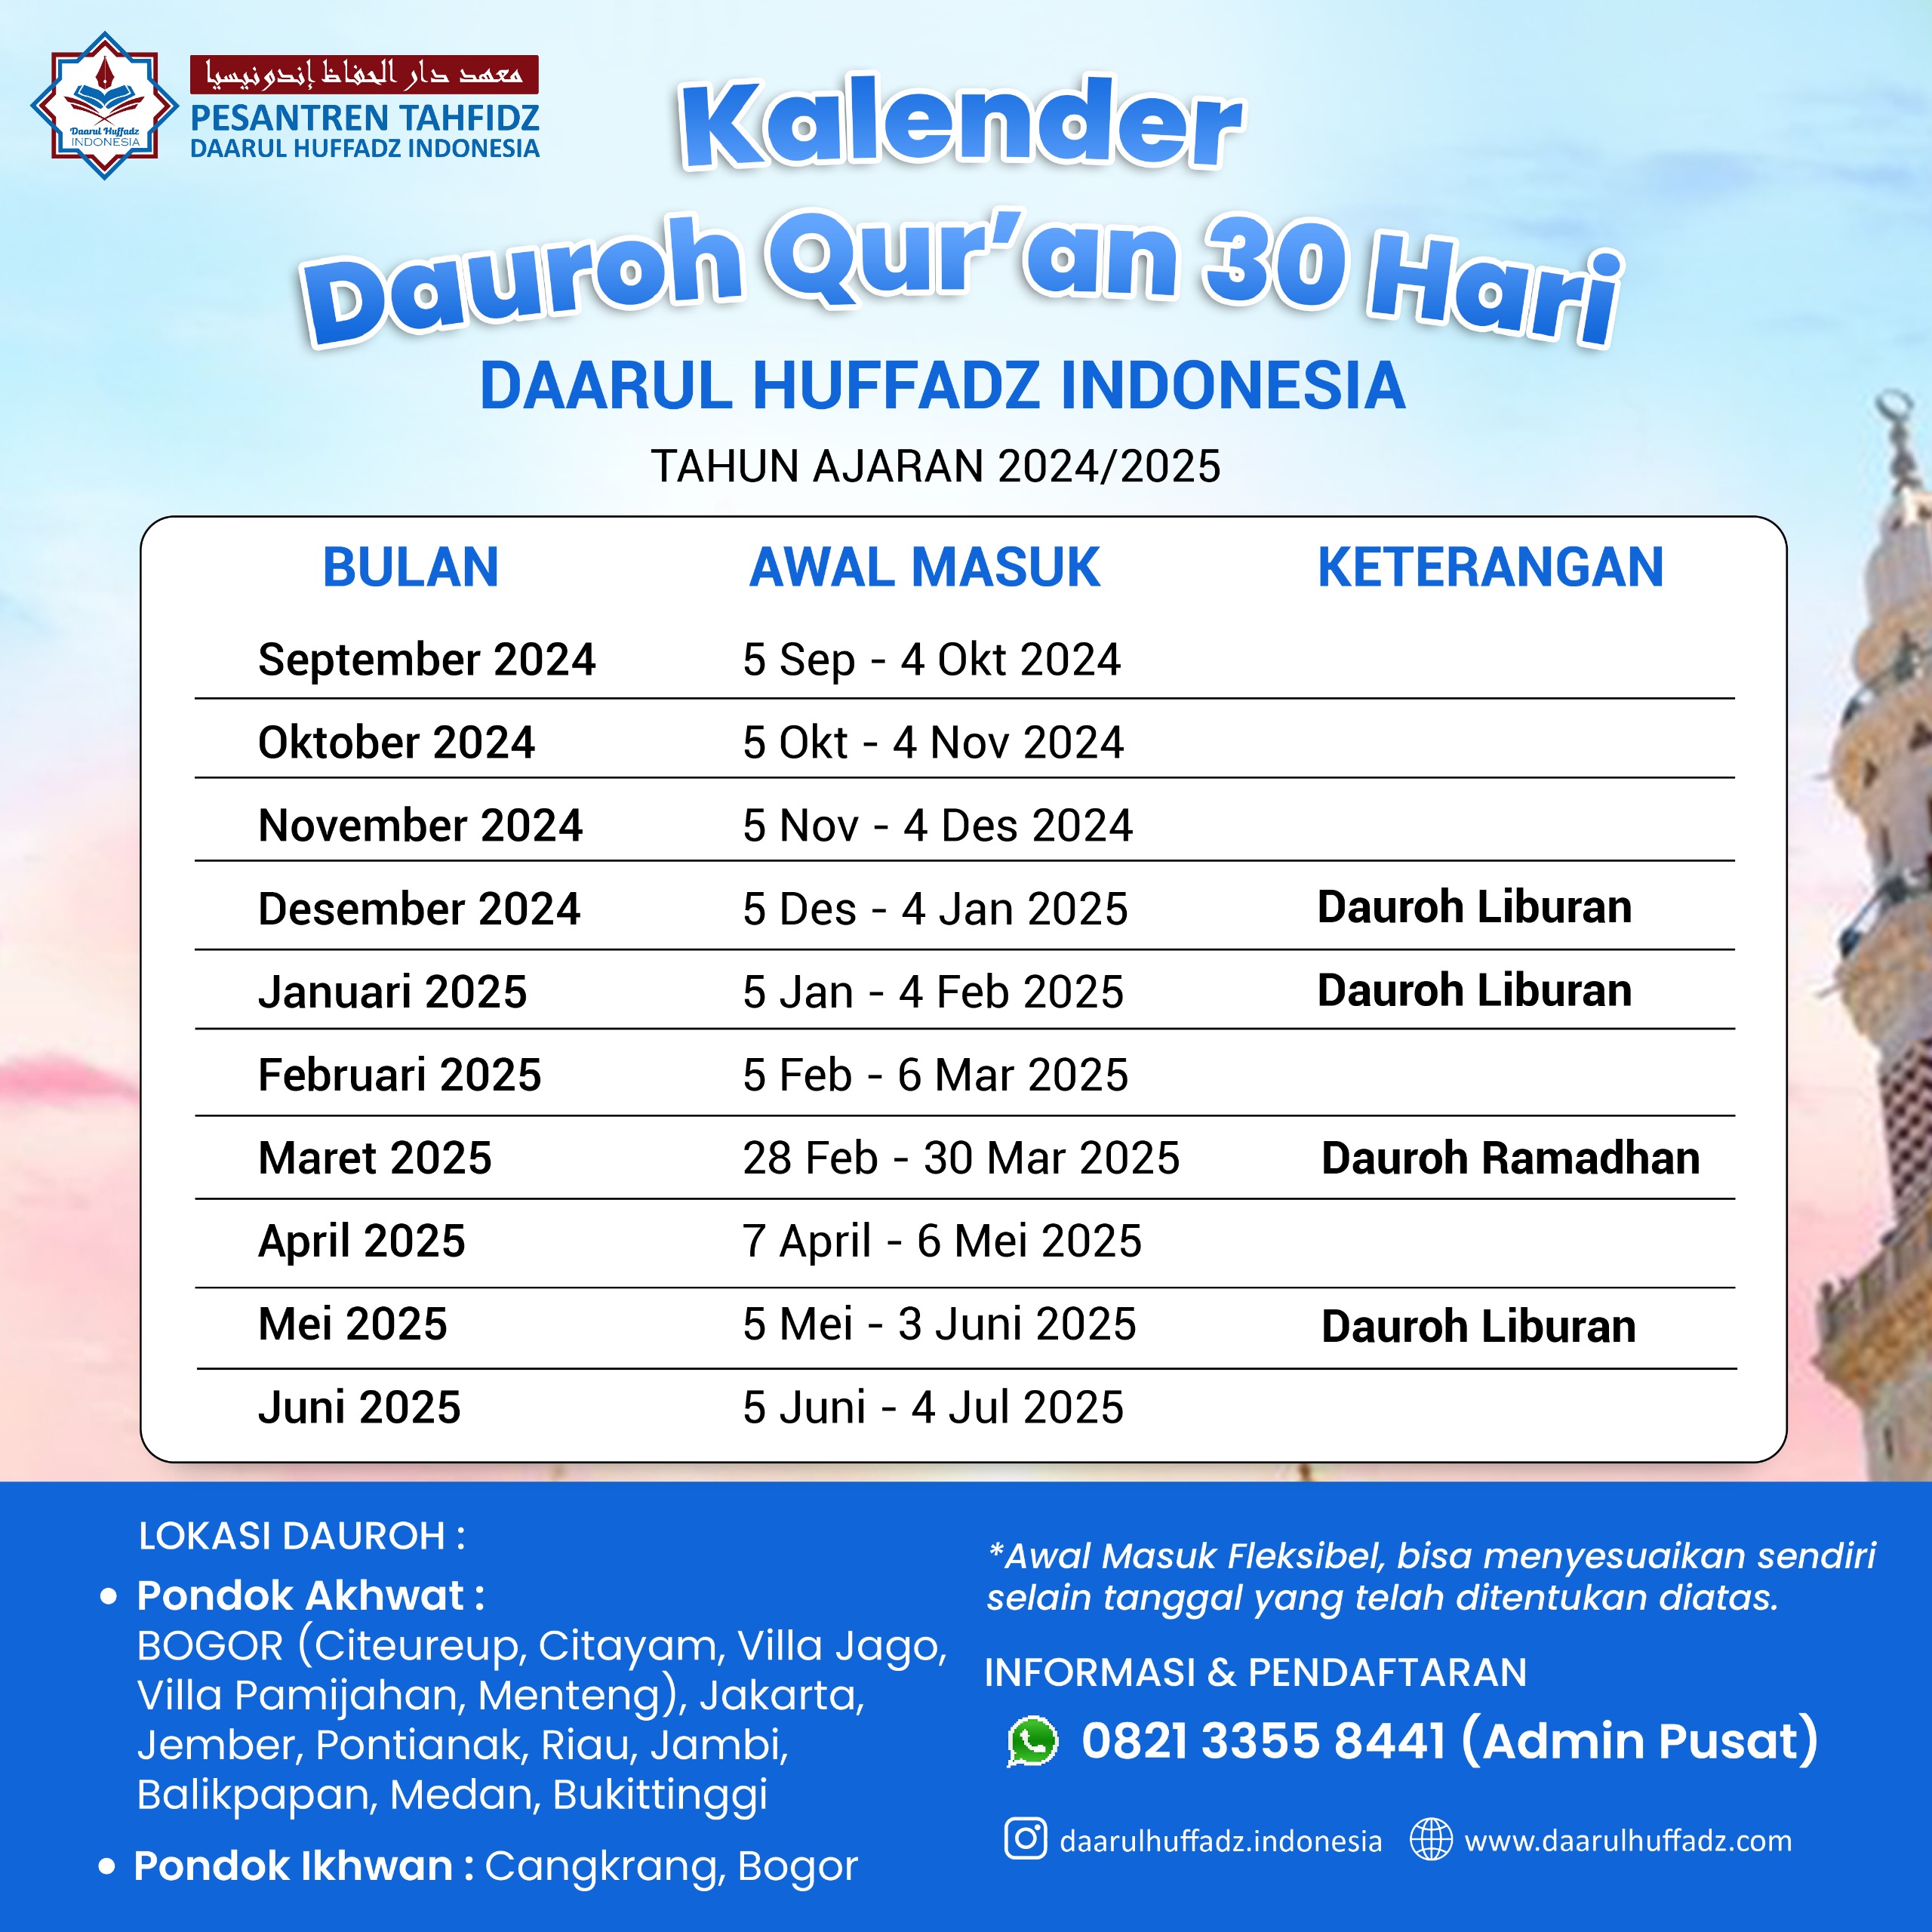 معهد دار الحفاظ إندونيسيا
PESANTREN TAHFIDZ
DAARUL HUFFADZ INDONESIA
Daarul Huffadz
INDONESIA
Kalender
Dauroh Qur'an 30 Hari
DAARUL HUFFADZ INDONESIA
TAHUN AJARAN 2024/2025
BULAN AWAL MASUK KETERANGAN
September 2024 5 Sep - 4 Okt 2024
Oktober 2024 5 Okt - 4 Nov 2024
November 2024 5 Nov - 4 Des 2024
Desember 2024 5 Des - 4 Jan 2025 Dauroh Liburan
Januari 2025 5 Jan - 4 Feb 2025 Dauroh Liburan
Februari 2025 5 Feb - 6 Mar 2025
Maret 2025 28 Feb - 30 Mar 2025 Dauroh Ramadhan
April 2025 7 April - 6 Mei 2025
Mei 2025 5 Mei - 3 Juni 2025 Dauroh Liburan
Juni 2025 5 Juni - 4 Jul 2025
LOKASI DAUROH :
• Pondok Akhwat :
BOGOR (Citeureup, Citayam, Villa Jago,
Villa Pamijahan, Menteng), Jakarta,
Jember, Pontianak, Riau, Jambi,
Balikpapan, Medan, Bukittinggi
• Pondok Ikhwan : Cangkrang, Bogor
*Awal Masuk Fleksibel, bisa menyesuaikan sendiri
selain tanggal yang telah ditentukan diatas.
INFORMASI & PENDAFTARAN
0821 3355 8441 (Admin Pusat)
daarulhuffadz.indonesia www.daarulhuffadz.com